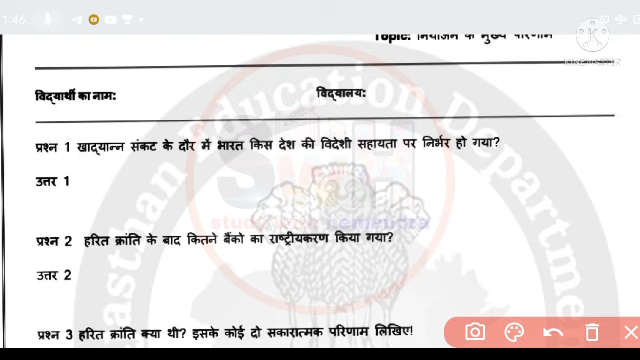 1:46
Topic: नियोजन के मुख्य परिणाम
KINEMASTER
विद्यार्थी का नाम: विद्यालय:
प्रश्न 1 खाद्यान्न संकट के दौर में भारत किस देश की विदेशी सहायता पर निर्भर हो गया?
उत्तर 1
प्रश्न 2 हरित क्रांति के बाद कितने बैंको का राष्ट्रीयकरण किया गया?
उत्तर 2
प्रश्न 3 हरित क्रांति क्या थी? इसके कोई दो सकारात्मक परिणाम लिखिए!